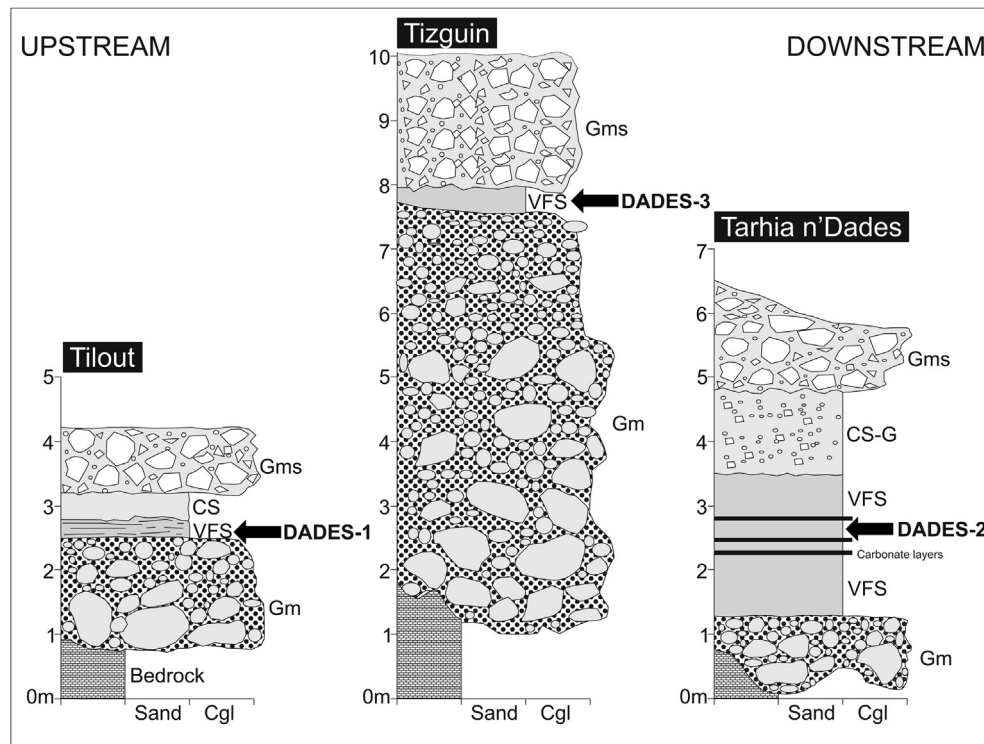 UPSTREAM
DOWNSTREAM
Tilout
5
4
3
2
1
0m
Gms
CS
VFS
DADES-1
Gm
Bedrock
Sand Cgl
Tizguin
10
9
8
7
6
5
4
3
2
1
0m
Gms
VFS
DADES-3
Gm
Sand Cgl
Tarhia n'Dades
7
6
5
4
3
2
1
0m
Gms
CS-G
VFS
DADES-2
Carbonate layers
VFS
Gm
Sand Cgl